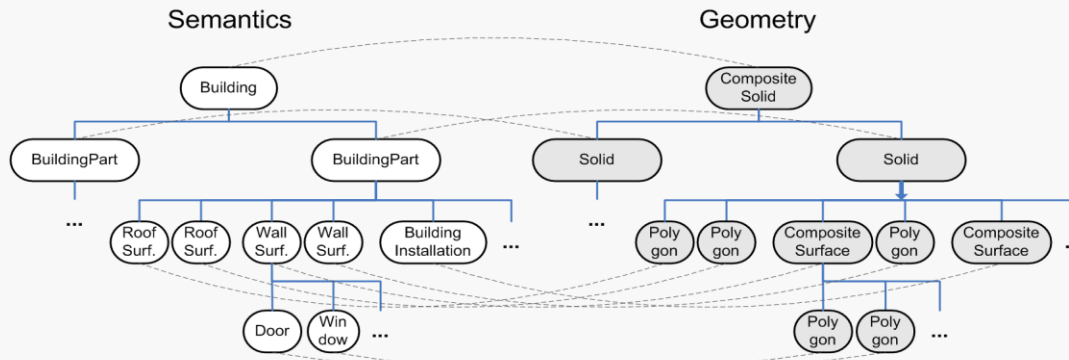 Semantics Geometry
Building
Composite
Solid
BuildingPart BuildingPart Solid Solid
... ...
Roof
Surf.
Roof
Surf.
Wall
Surf.
Wall
Surf.
Building
Installation
...
Poly
gon
Poly
gon
Composite
Surface
Poly
gon
Composite
Surface
...
Door
Win
dow
...
Poly
gon
Poly
gon
...